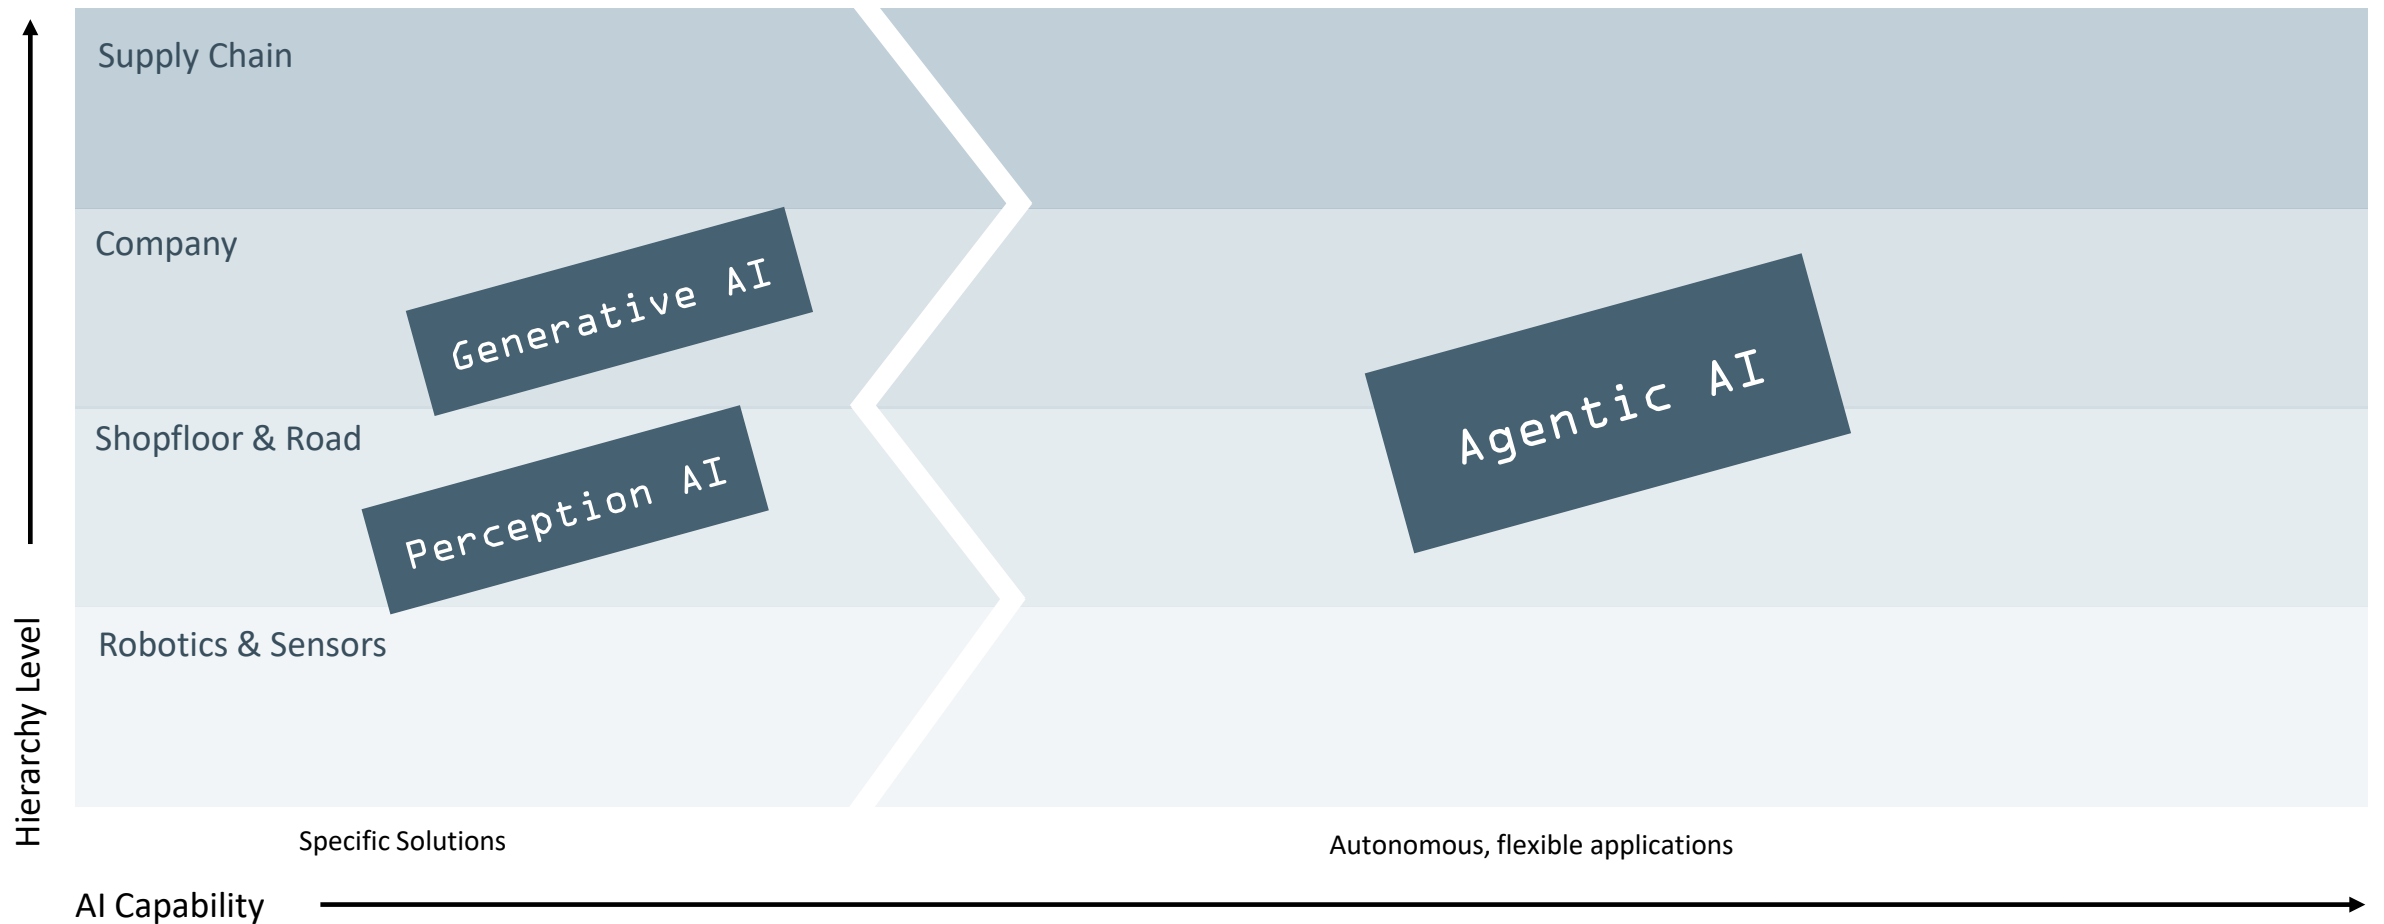 Supply Chain
Company
Generative AI
Agentic AI
Shopfloor & Road
Perception AI
Robotics & Sensors
Hierarchy Level
Specific Solutions
Autonomous, flexible applications
AI Capability